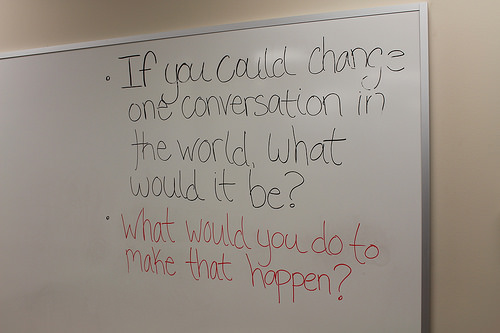 • If you could change
one conversation in
the world, what
would it be?
• What would you do to
make that happen?